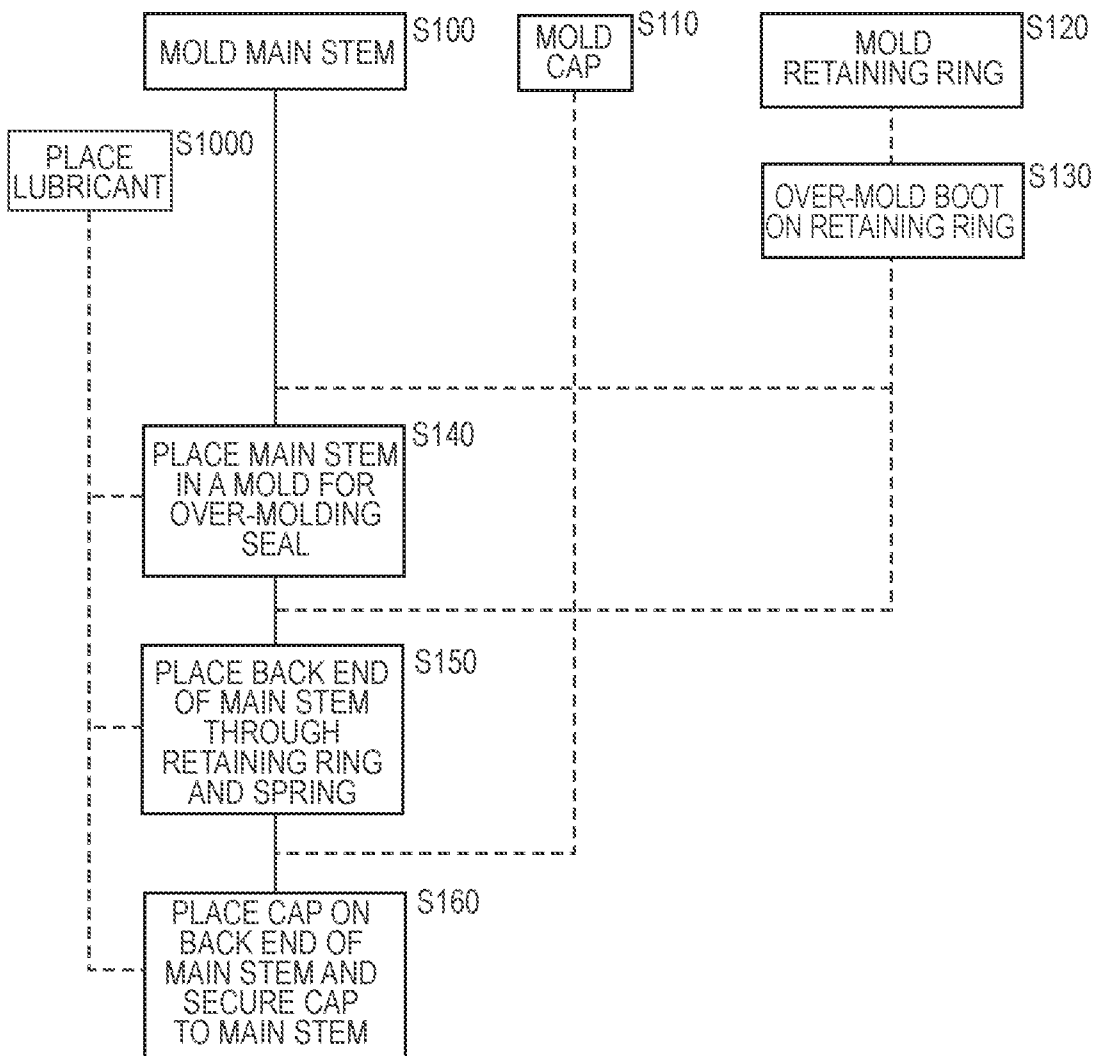 MOLD MAIN STEM
S100
MOLD
CAP
S110
MOLD
RETAINING RING
S120
PLACE
LUBRICANT
S1000
OVER-MOLD BOOT
ON RETAINING RING
S130
PLACE MAIN STEM
IN A MOLD FOR
OVER-MOLDING
SEAL
S140
PLACE BACK END
OF MAIN STEM
THROUGH
RETAINING RING
AND SPRING
S150
PLACE CAP ON
BACK END OF
MAIN STEM AND
SECURE CAP
TO MAIN STEM
S160